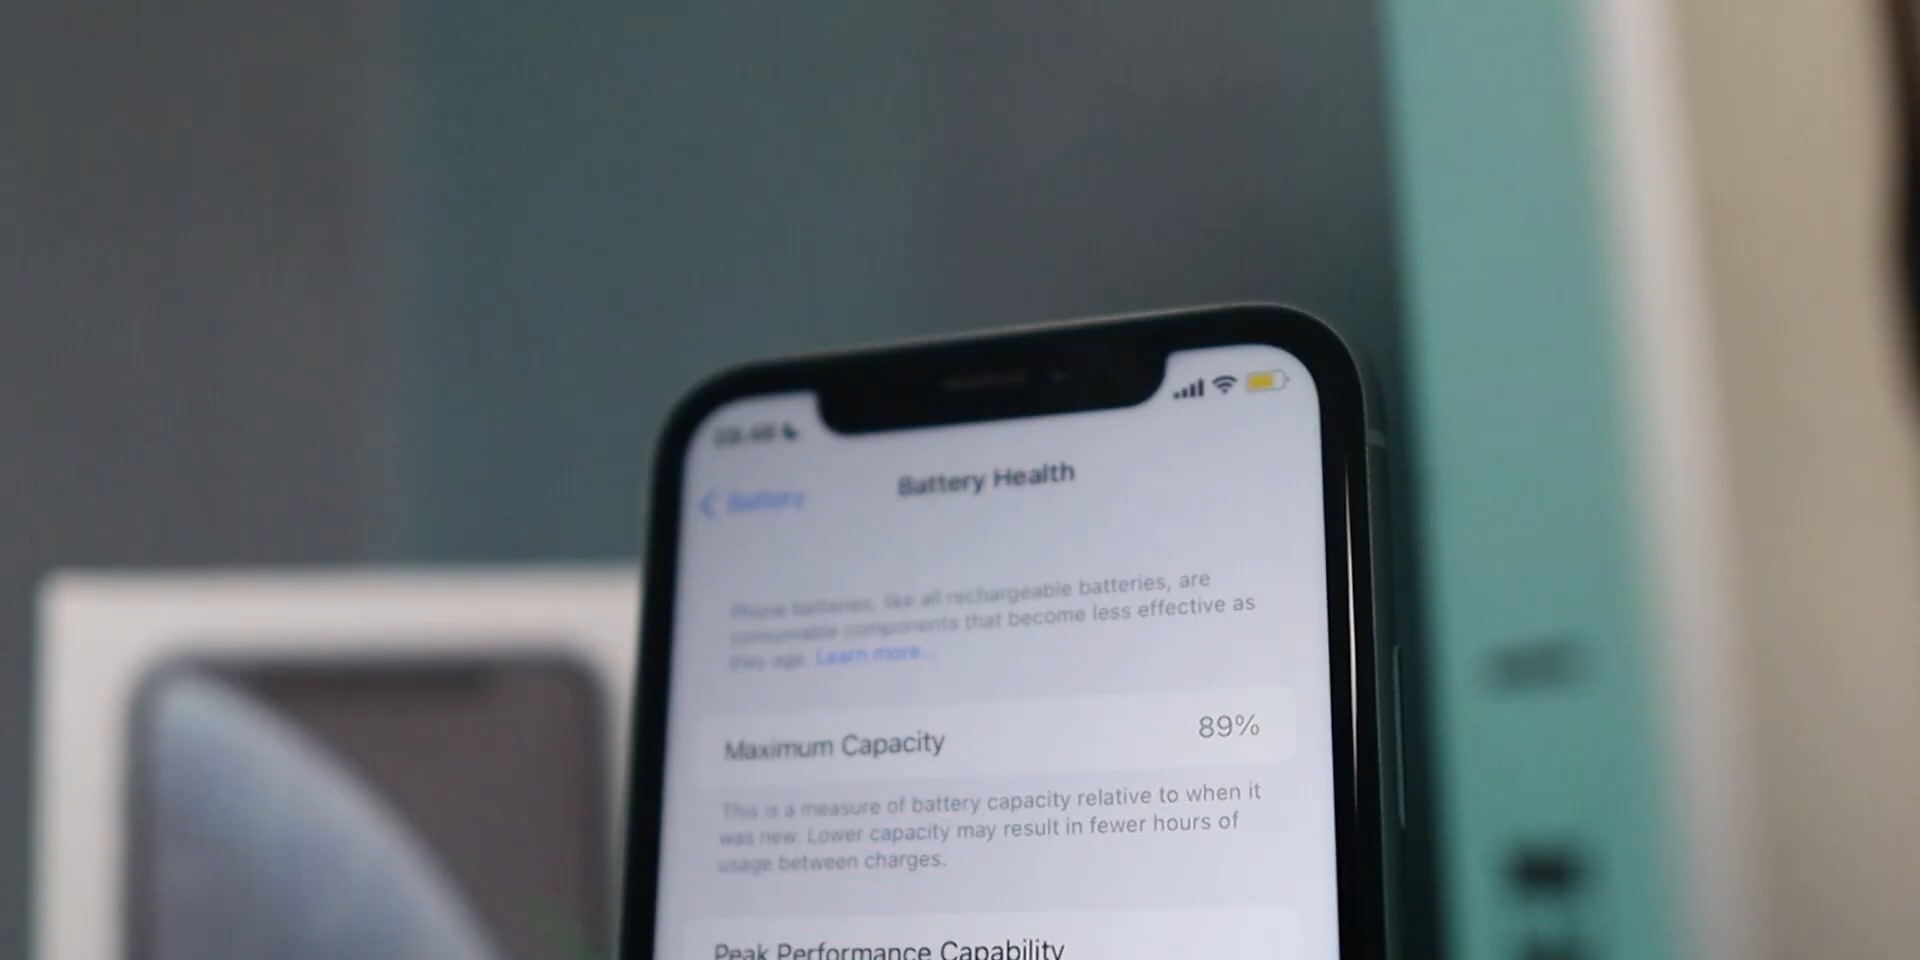 Battery Health
Battery
iPhone batteries, like all rechargeable batteries, are
consumable components that become less effective as
they age. Learn more...
Maximum Capacity 89%
This is a measure of battery capacity relative to when it
was new. Lower capacity may result in fewer hours of
usage between charges.
Peak Performance Capability